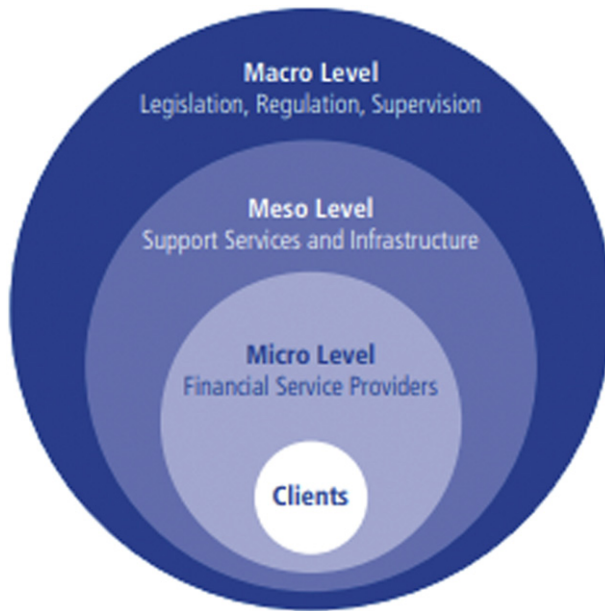 Macro Level
Legislation, Regulation, Supervision
Meso Level
Support Services and Infrastructure
Micro Level
Financial Service Providers
Clients